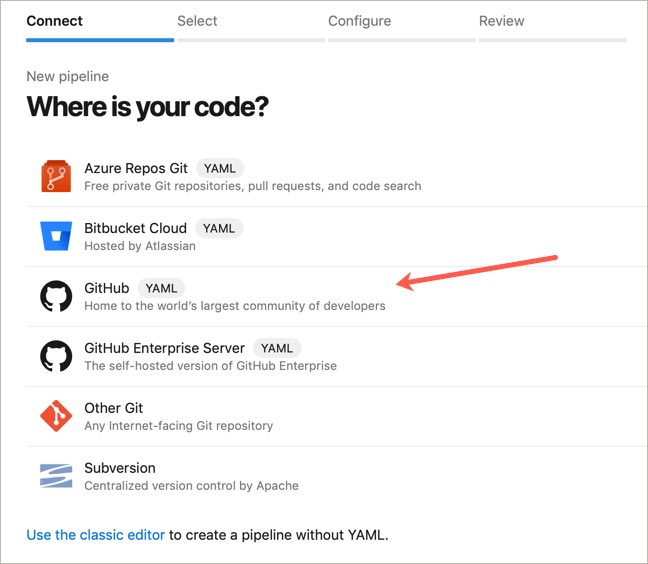 Connect Select Configure Review
New pipeline
Where is your code?
Azure Repos Git YAML
Free private Git repositories, pull requests, and code search
Bitbucket Cloud YAML
Hosted by Atlassian
GitHub YAML
Home to the world's largest community of developers
GitHub Enterprise Server YAML
The self-hosted version of GitHub Enterprise
Other Git
Any Internet-facing Git repository
Subversion
Centralized version control by Apache
Use the classic editor to create a pipeline without YAML.